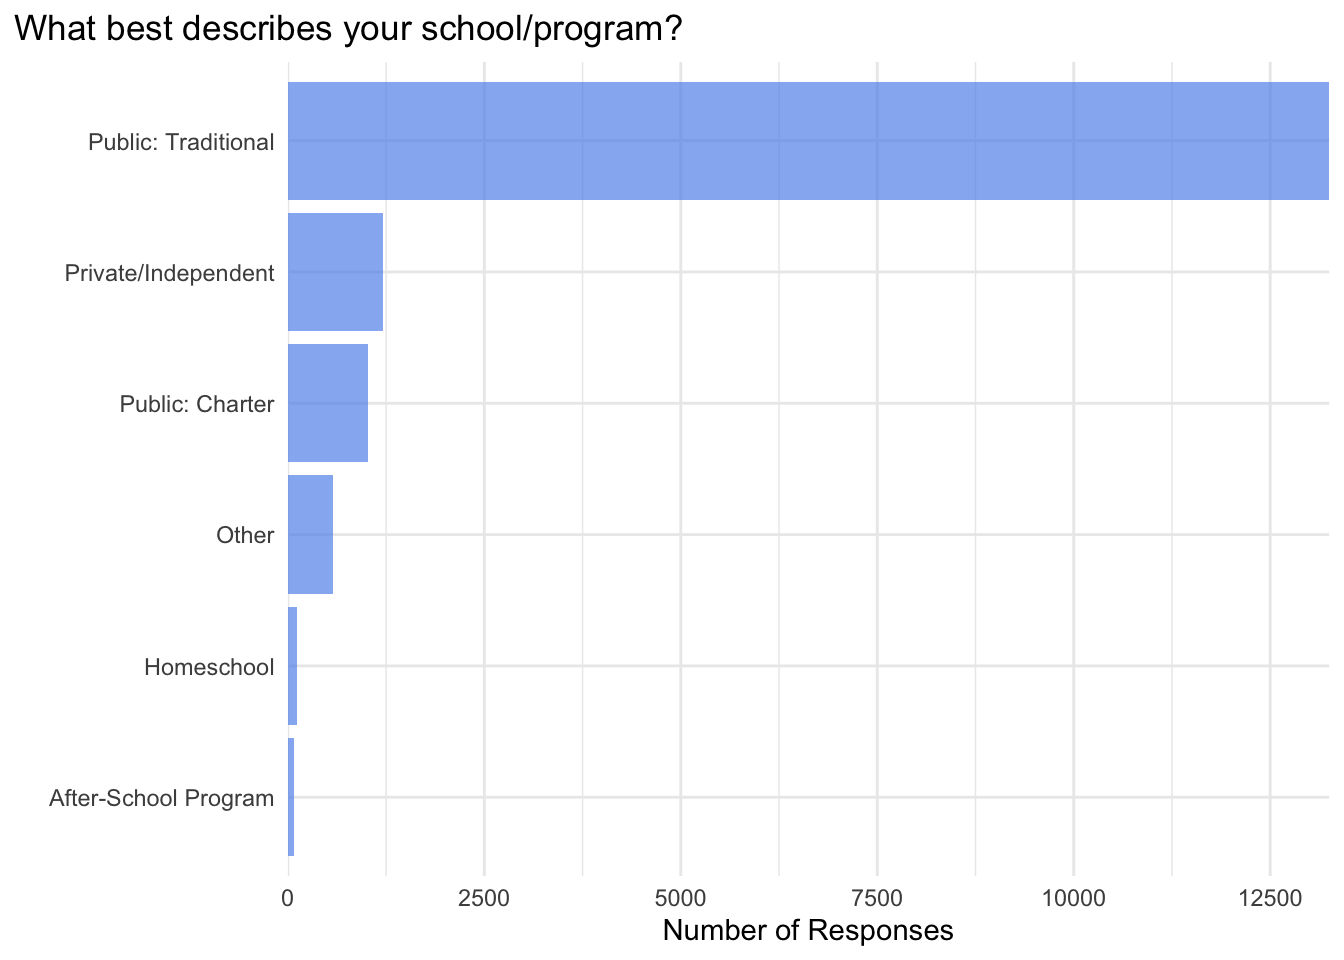 What best describes your school/program?
Public: Traditional
Private/Independent
Public: Charter
Other
Homeschool
After-School Program
0 2500 5000 7500 10000 12500
Number of Responses